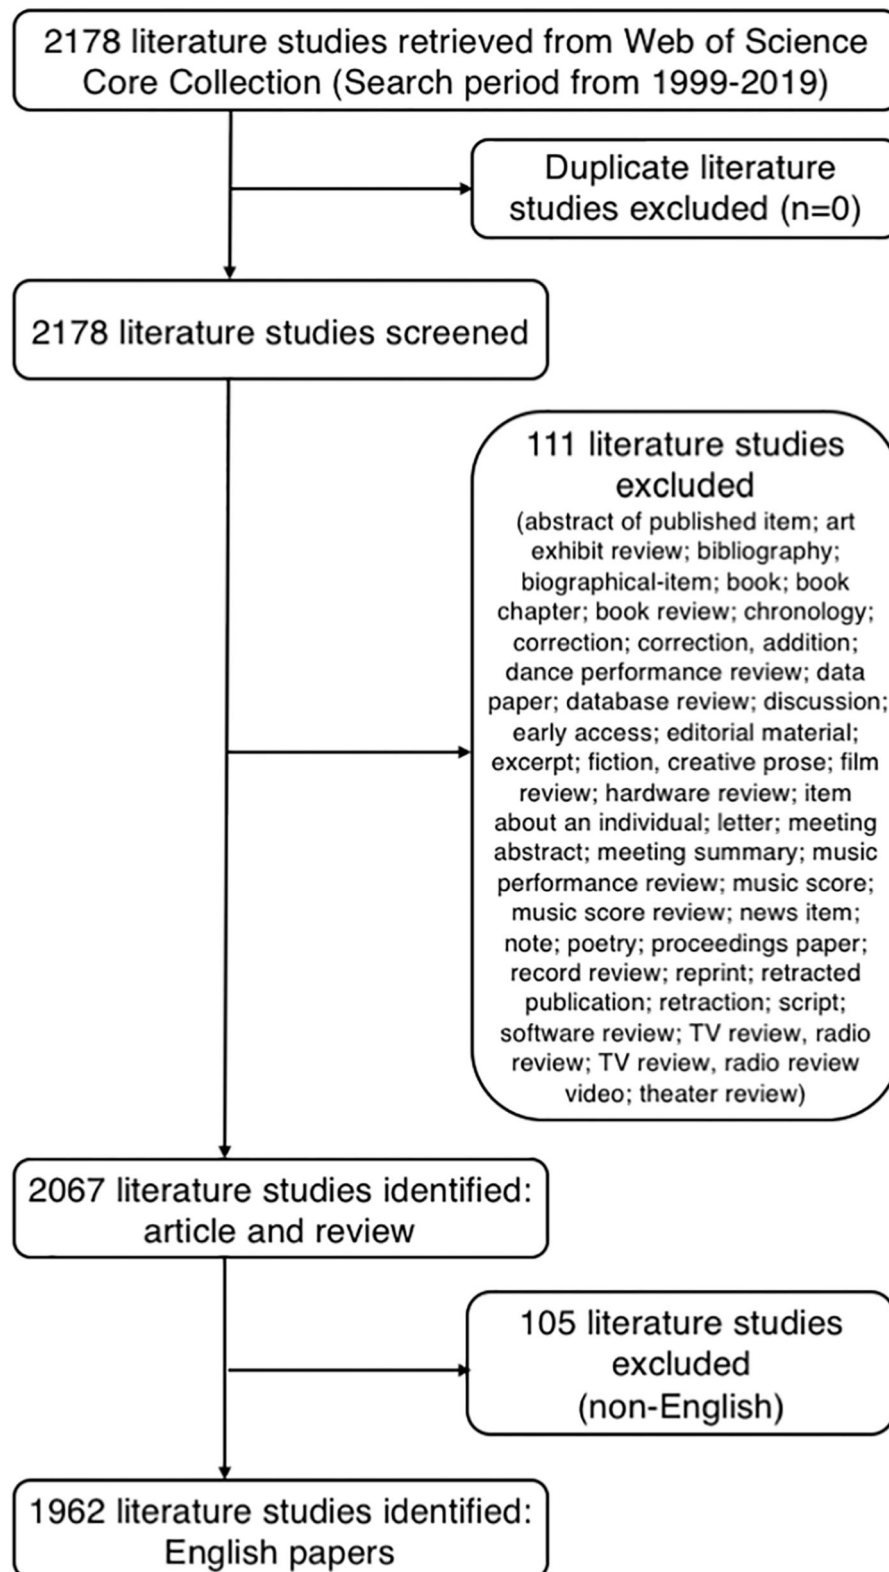 2178 literature studies retrieved from Web of Science
Core Collection (Search period from 1999-2019)
Duplicate literature
studies excluded (n=0)
2178 literature studies screened
111 literature studies
excluded
(abstract of published item; art
exhibit review; bibliography;
biographical-item; book; book
chapter; book review; chronology;
correction; correction, addition;
dance performance review; data
paper; database review; discussion;
early access; editorial material;
excerpt; fiction, creative prose; film
review; hardware review; item
about an individual; letter; meeting
abstract; meeting summary; music
performance review; music score;
music score review; news item;
note; poetry; proceedings paper;
record review; reprint; retracted
publication; retraction; script;
software review; TV review, radio
review; TV review, radio review
video; theater review)
2067 literature studies identified:
article and review
105 literature studies
excluded
(non-English)
1962 literature studies identified:
English papers